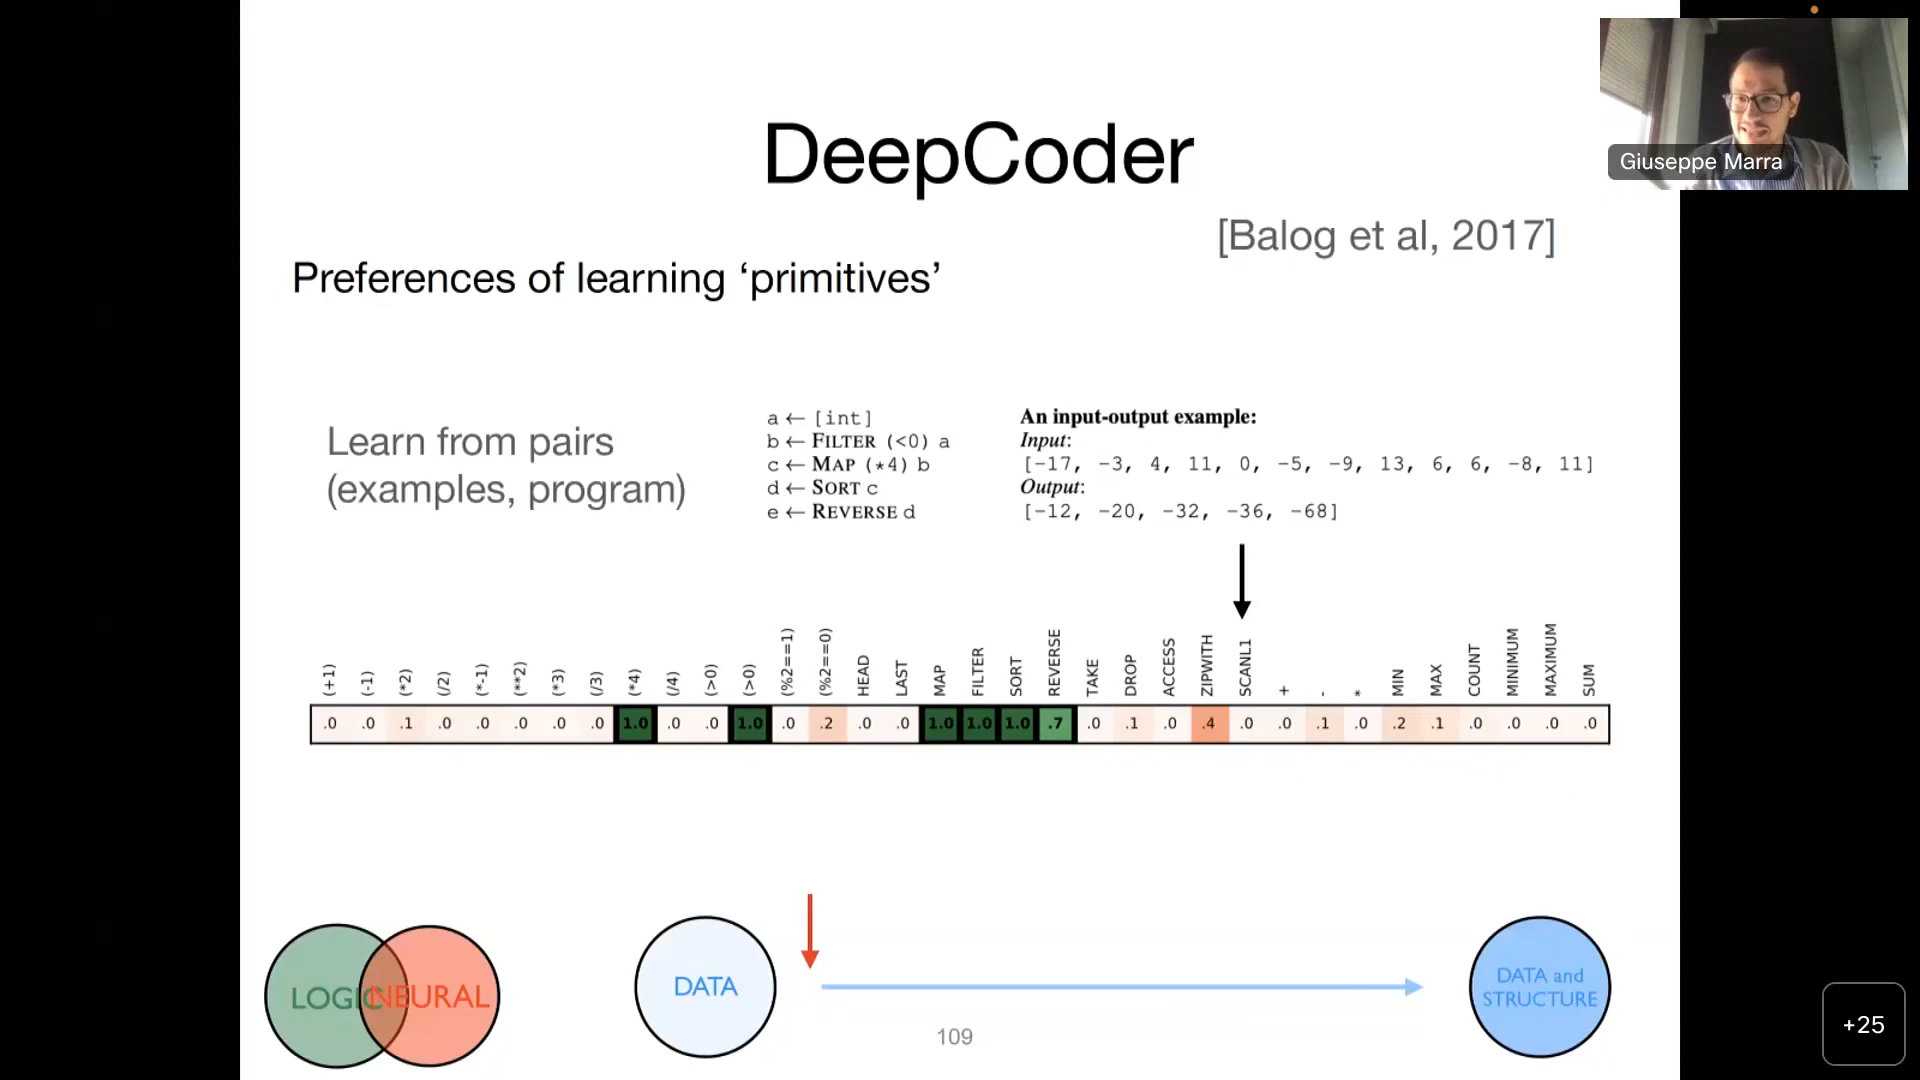 DeepCoder
Giuseppe Marra
[Balog et al, 2017]
Preferences of learning ‘primitives’
Learn from pairs
(examples, program)
a ← [int]
b ← FILTER (<0) a
c ← MAP (*4) b
d ← SORT c
e ← REVERSE d
An input-output example:
Input:
[-17, -3, 4, 11, 0, -5, -9, 13, 6, 6, -8, 11]
Output:
[-12, -20, -32, -36, -68]
(+1) (-1) (*2) (/2) (*-1) (**2) (*3) (/3) (*4) (/4) (>0) (>0) (%2==1) (%2==0) HEAD LAST MAP FILTER SORT REVERSE TAKE DROP ACCESS ZIPWITH SCANL1 + - * MIN MAX COUNT MINIMUM MAXIMUM SUM
.0 .0 .1 .0 .0 .0 .0 .0 1.0 .0 .0 1.0 .0 .2 .0 .0 1.0 1.0 1.0 .7 .0 .1 .0 .4 .0 .0 .1 .0 .2 .1 .0 .0 .0 .0
LOGIC NEURAL
DATA
DATA and
STRUCTURE
109
+25